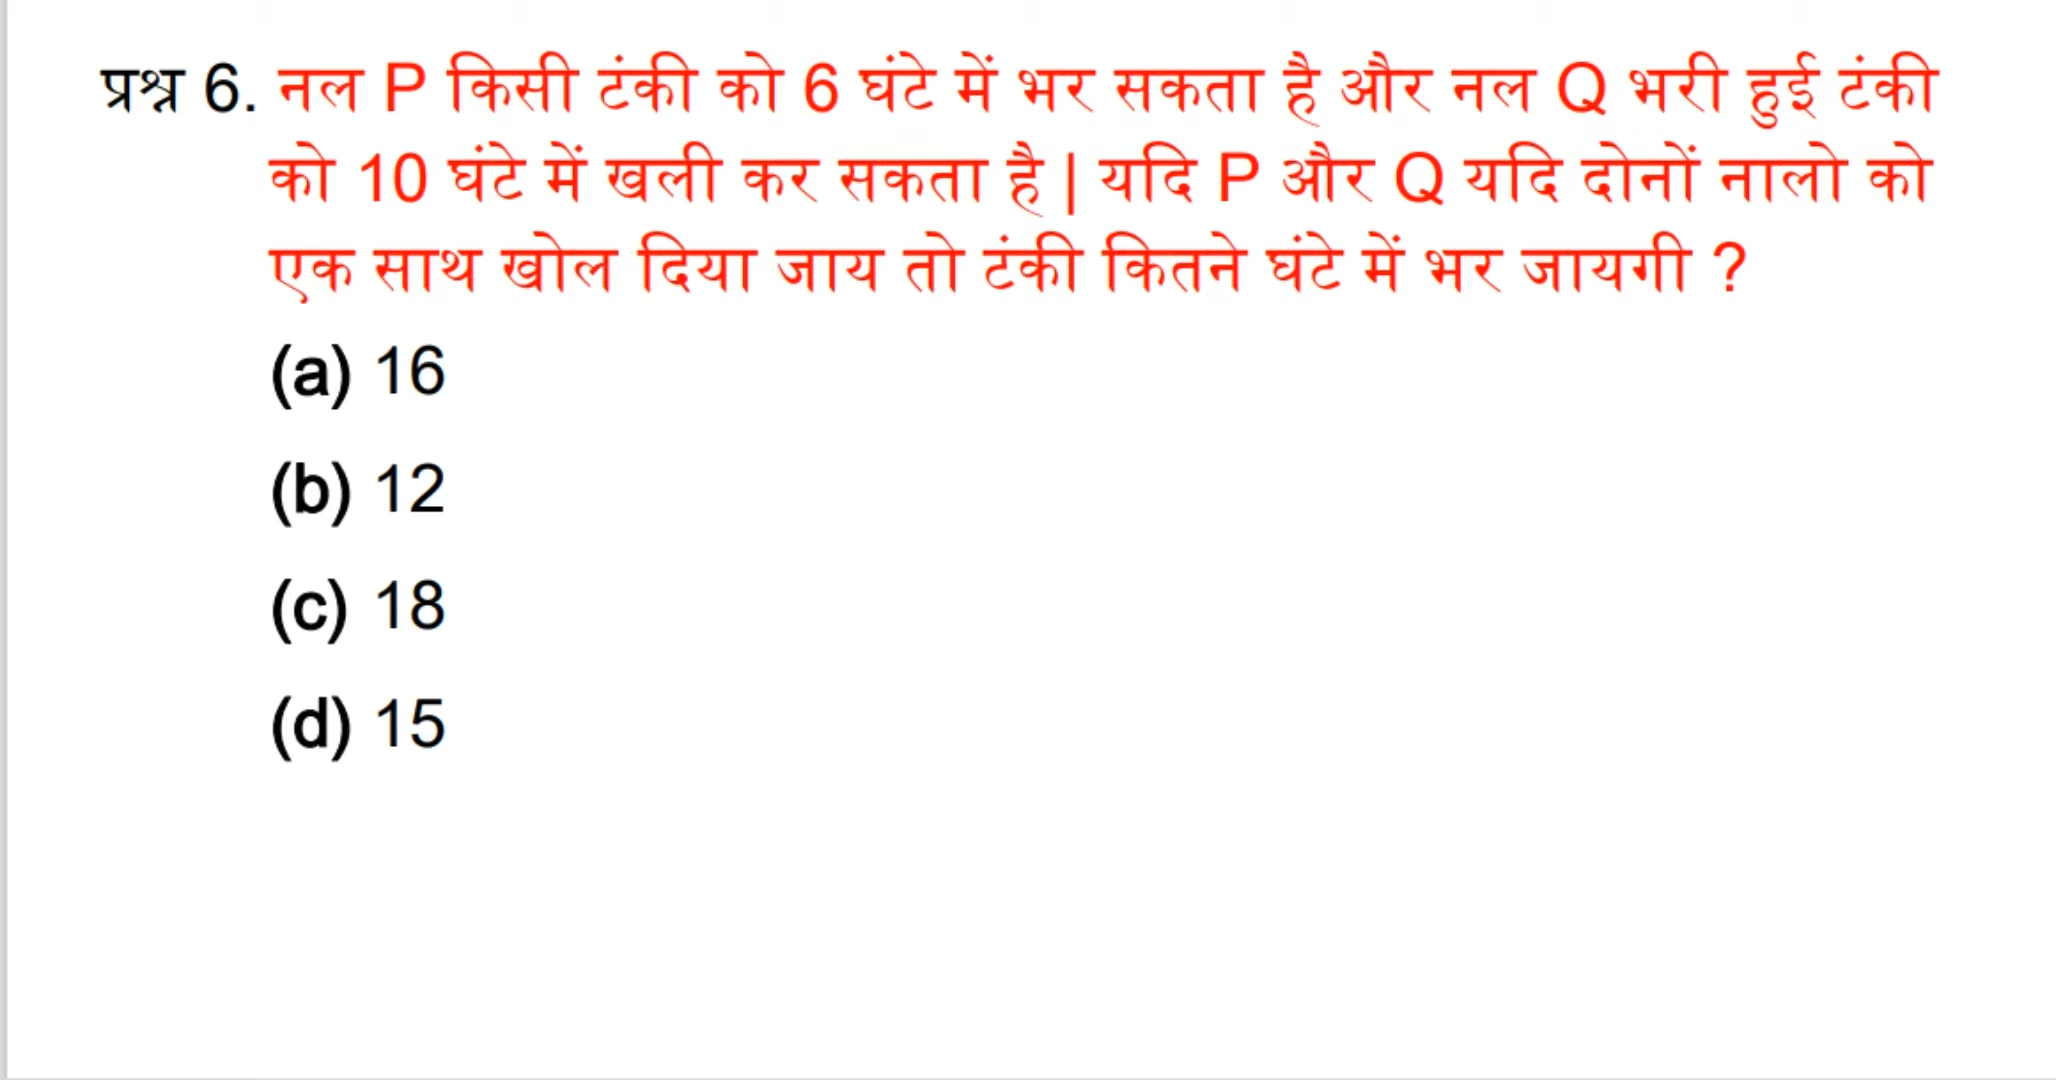 प्रश्न 6. नल P किसी टंकी को 6 घंटे में भर सकता है और नल Q भरी हुई टंकी
को 10 घंटे में खली कर सकता है | यदि P और Q यदि दोनों नालो को
एक साथ खोल दिया जाय तो टंकी कितने घंटे में भर जायगी ?
(a) 16
(b) 12
(c) 18
(d) 15